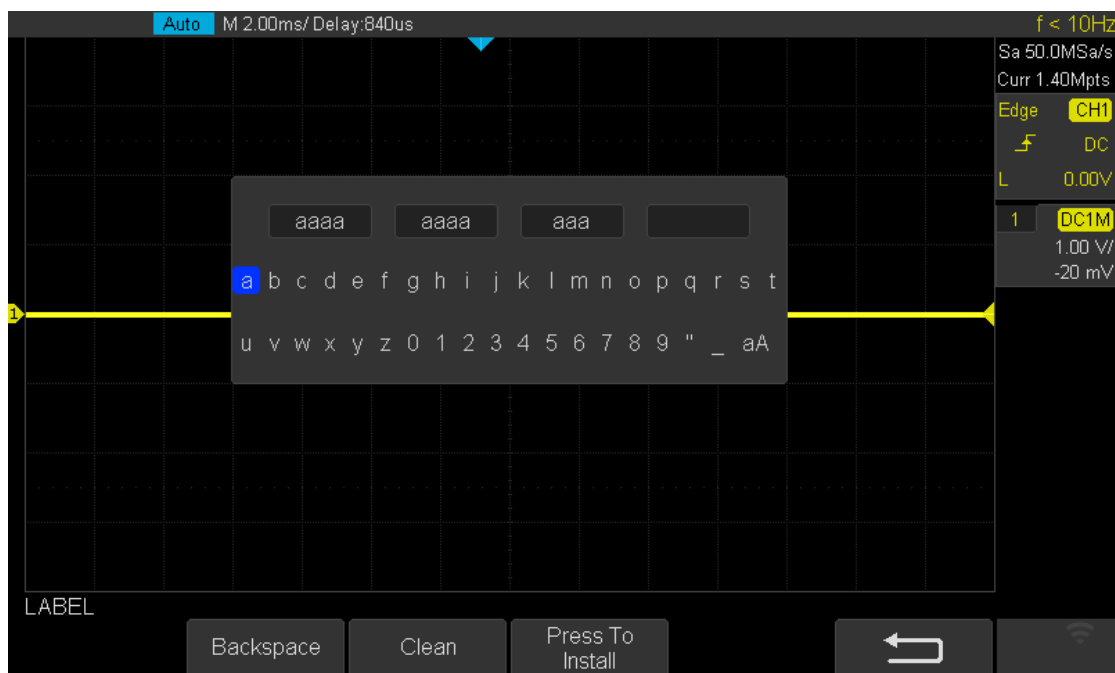 Auto M 2.00ms/ Delay:840us f < 10Hz
Sa 50.0MSa/s
Curr 1.40Mpts
Edge CH1
DC
L 0.00V
1 DC1M
1.00 V/
-20 mV
aaaa aaaa aaa
a b c d e f g h i j k l m n o p q r s t
1
u v w x y z 0 1 2 3 4 5 6 7 8 9 " _ aA
LABEL
Backspace Clean Press To Install